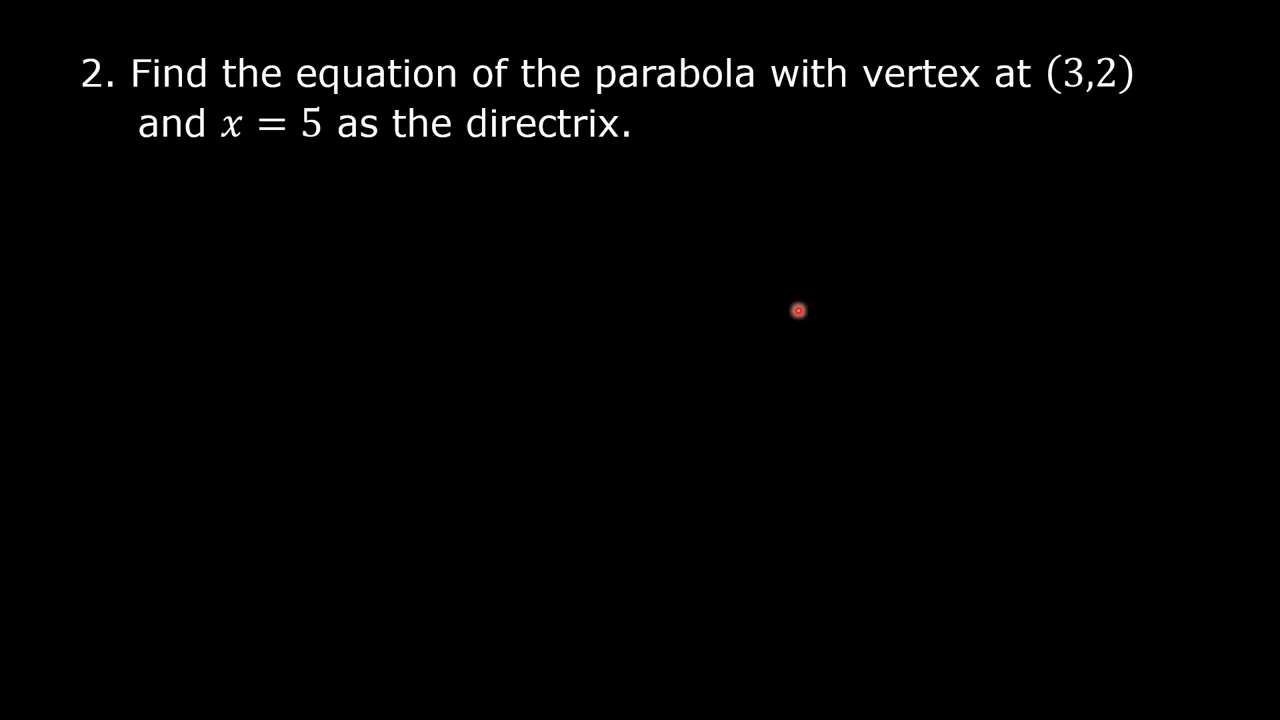 2. Find the equation of the parabola with vertex at (3,2)
and x = 5 as the directrix.